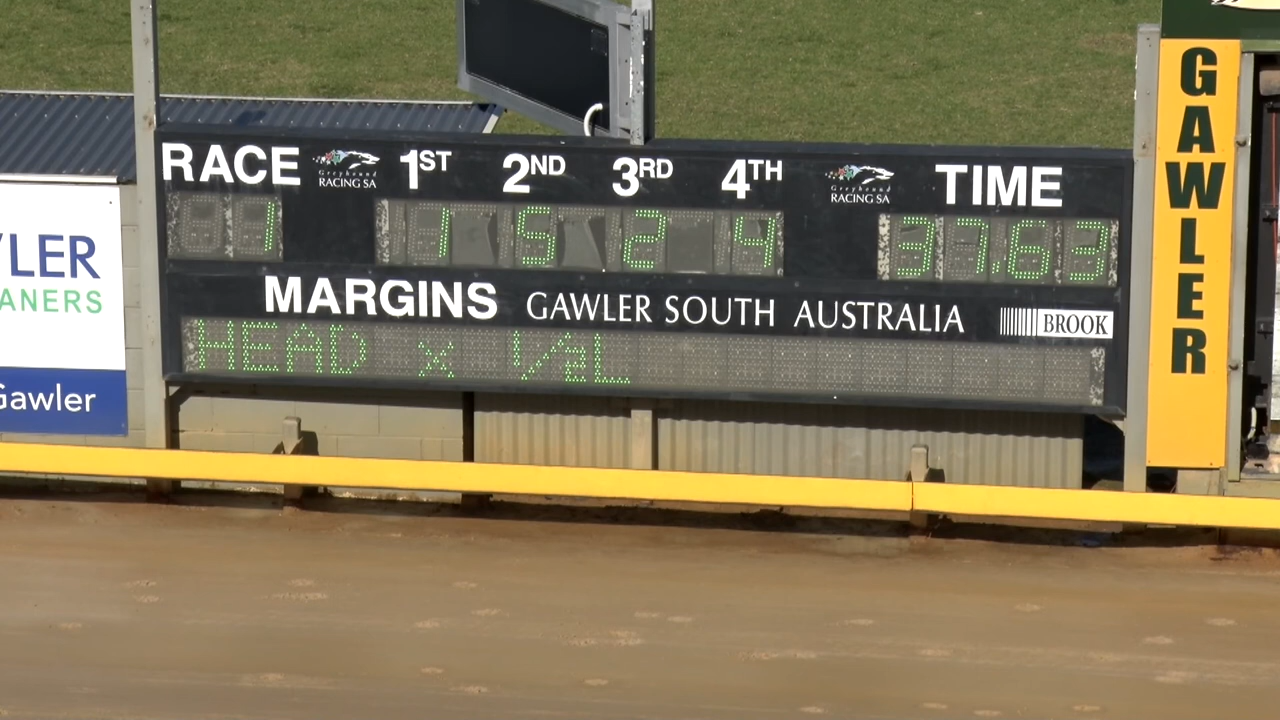 GAWLER
RACE
Greyhound
RACING SA
1ST 2ND 3RD 4TH
Greyhound
RACING SA
TIME
1 1 5 2 4 37.63
MARGINS GAWLER SOUTH AUSTRALIA BROOK
HEAD x 1/2L
LER
ANERS
Gawler